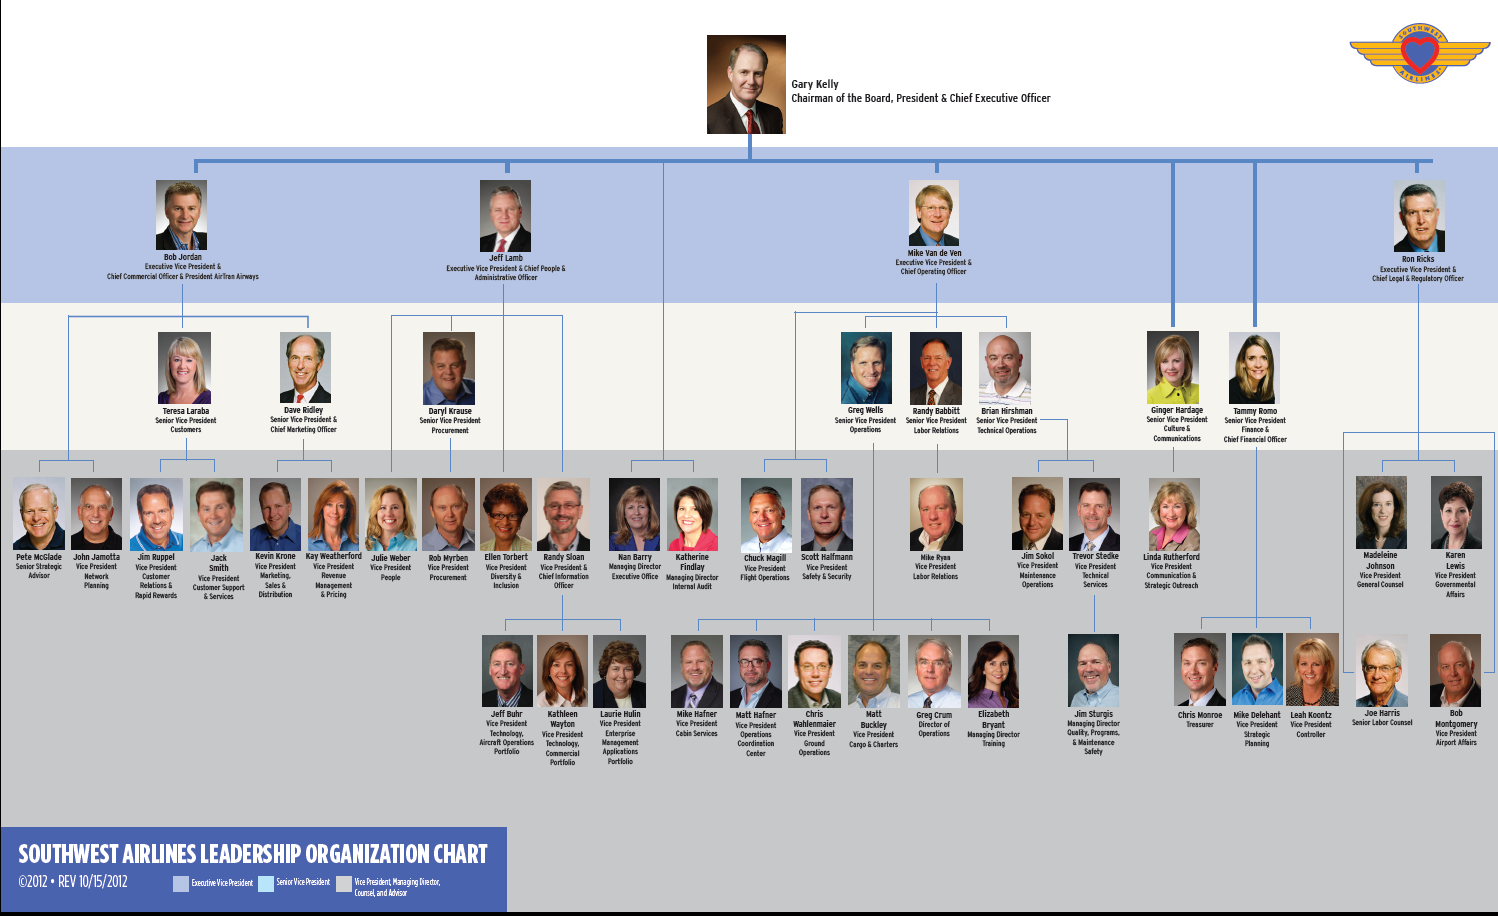 SOUTHWEST
AIRLINES
Gary Kelly
Chairman of the Board, President & Chief Executive Officer
Bob Jordan
Executive Vice President &
Chief Commercial Officer & President AirTran Airways
Jeff Lamb
Executive Vice President & Chief People &
Administrative Officer
Mike Van de Ven
Executive Vice President &
Chief Operating Officer
Ron Ricks
Executive Vice President &
Chief Legal & Regulatory Officer
Teresa Laraba
Senior Vice President
Customers
Dave Ridley
Senior Vice President &
Chief Marketing Officer
Daryl Krause
Senior Vice President
Procurement
Greg Wells
Senior Vice President
Operations
Randy Babbitt
Senior Vice President
Labor Relations
Brian Hirshman
Senior Vice President
Technical Operations
Ginger Hardage
Senior Vice President
Culture &
Communications
Tammy Romo
Senior Vice President
Finance &
Chief Financial Officer
Pete McGlade
Senior Strategic
Advisor
John Jamotta
Vice President
Network
Planning
Jim Ruppel
Vice President
Customer
Relations &
Rapid Rewards
Jack
Smith
Vice President
Customer Support
& Services
Kevin Krone
Vice President
Marketing,
Sales &
Distribution
Kay Weatherford
Vice President
Revenue
Management
& Pricing
Julie Weber
Vice President
People
Rob Myrben
Vice President
Procurement
Ellen Torbert
Vice President
Diversity &
Inclusion
Randy Sloan
Vice President &
Chief Information
Officer
Nan Barry
Managing Director
Executive Office
Katherine
Findlay
Managing Director
Internal Audit
Chuck Magill
Vice President
Flight Operations
Scott Halfmann
Vice President
Safety & Security
Mike Ryan
Vice President
Labor Relations
Jim Sokol
Vice President
Maintenance
Operations
Trevor Stedke
Vice President
Technical
Services
Linda Rutherford
Vice President
Communication &
Strategic Outreach
Madeleine
Johnson
Vice President
General Counsel
Karen
Lewis
Vice President
Governmental
Affairs
Jeff Buhr
Vice President
Technology,
Aircraft Operations
Portfolio
Kathleen
Wayton
Vice President
Technology,
Commercial
Portfolio
Laurie Hulin
Vice President
Enterprise
Management
Applications
Portfolio
Mike Hafner
Vice President
Cabin Services
Matt Hafner
Vice President
Operations
Coordination
Center
Chris
Wahlenmaier
Vice President
Ground
Operations
Matt
Buckley
Vice President
Cargo & Charters
Greg Crum
Director of
Operations
Elizabeth
Bryant
Managing Director
Training
Jim Sturgis
Managing Director
Quality, Programs,
& Maintenance
Safety
Chris Monroe
Treasurer
Mike Delehant
Vice President
Strategic
Planning
Leah Koontz
Vice President
Controller
Joe Harris
Senior Labor Counsel
Bob
Montgomery
Vice President
Airport Affairs
SOUTHWEST AIRLINES LEADERSHIP ORGANIZATION CHART
©2012 • REV 10/15/2012
Executive Vice President
Senior Vice President
Vice President, Managing Director,
Counsel, and Advisor